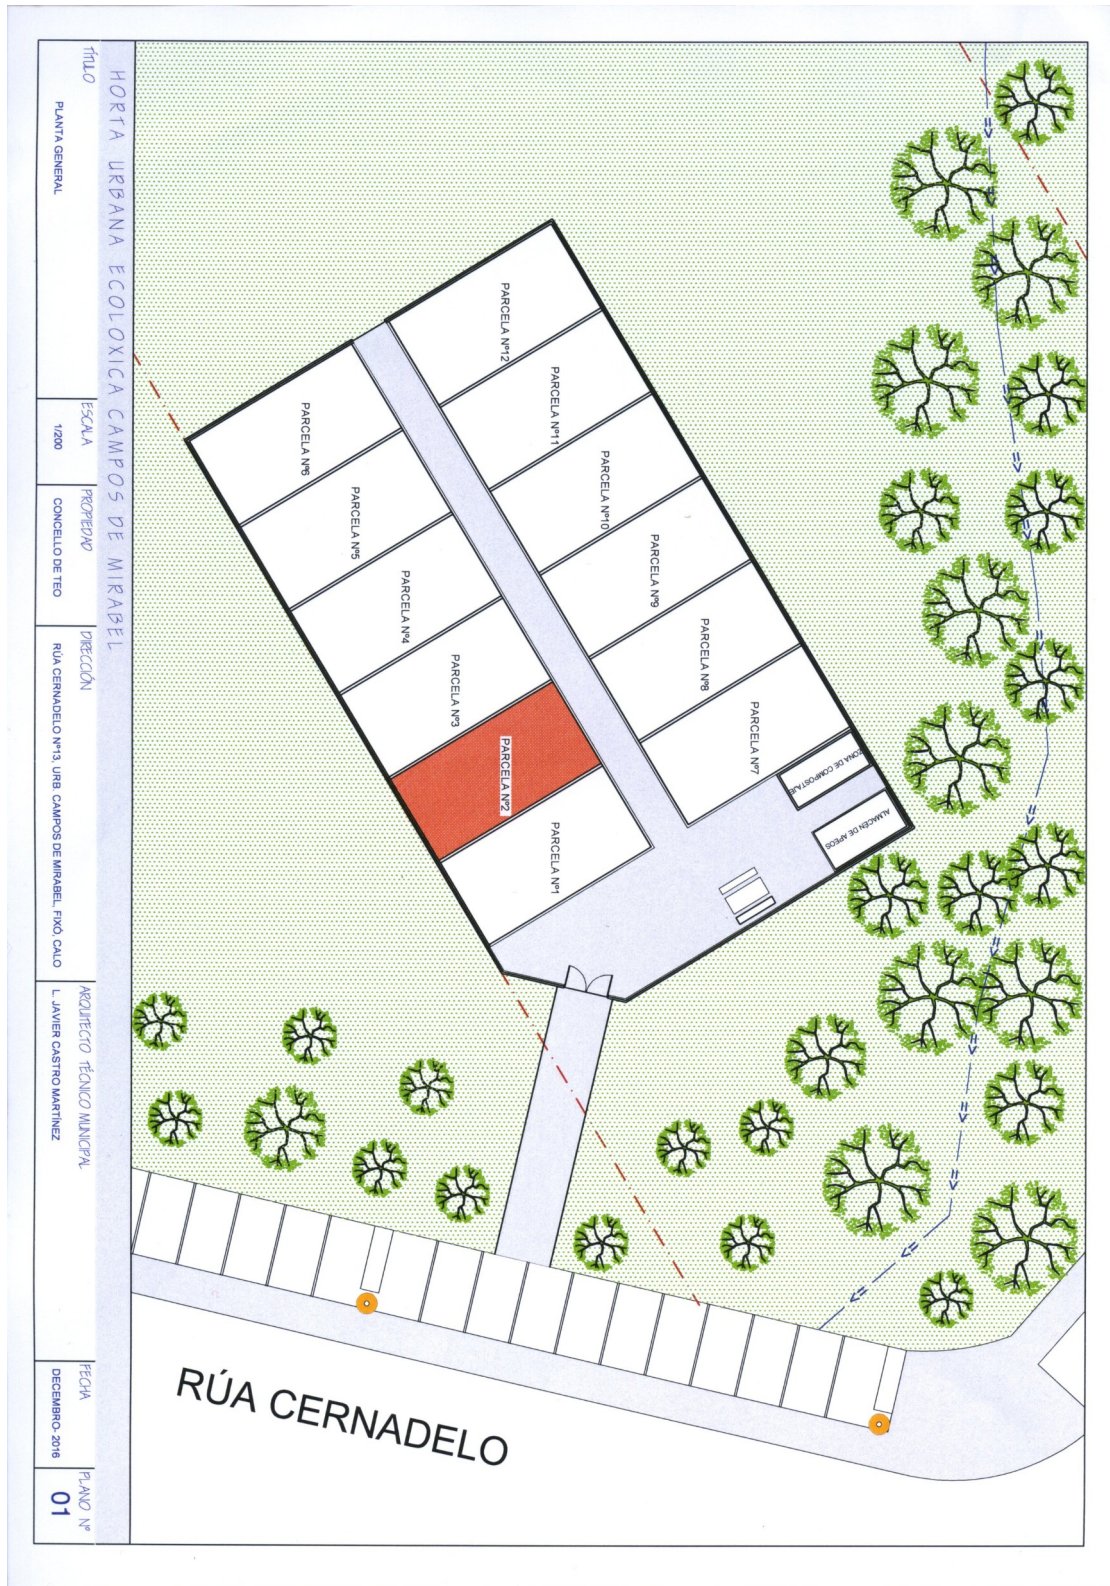 HORTA URBANA ECOLOXICA CAMPOS DE MIRABEL
TÍTULO
PLANTA GENERAL
ESCALA
1/200
PROPIEDAD
CONCELLO DE TEO
DIRECCIÓN
RÚA CERNADELO Nº13, URB. CAMPOS DE MIRABEL, FIXÓ, CALO
ARQUITECTO TÉCNICO MUNICIPAL
L. JAVIER CASTRO MARTÍNEZ
FECHA
DECEMBRO- 2016
PLANO Nº
01
PARCELA Nº12
PARCELA Nº11
PARCELA Nº10
PARCELA Nº9
PARCELA Nº8
PARCELA Nº7
PARCELA Nº6
PARCELA Nº5
PARCELA Nº4
PARCELA Nº3
PARCELA Nº2
PARCELA Nº1
ZONA DE COMPOSTAJE
ALMACÉN DE APEOS
RÚA CERNADELO